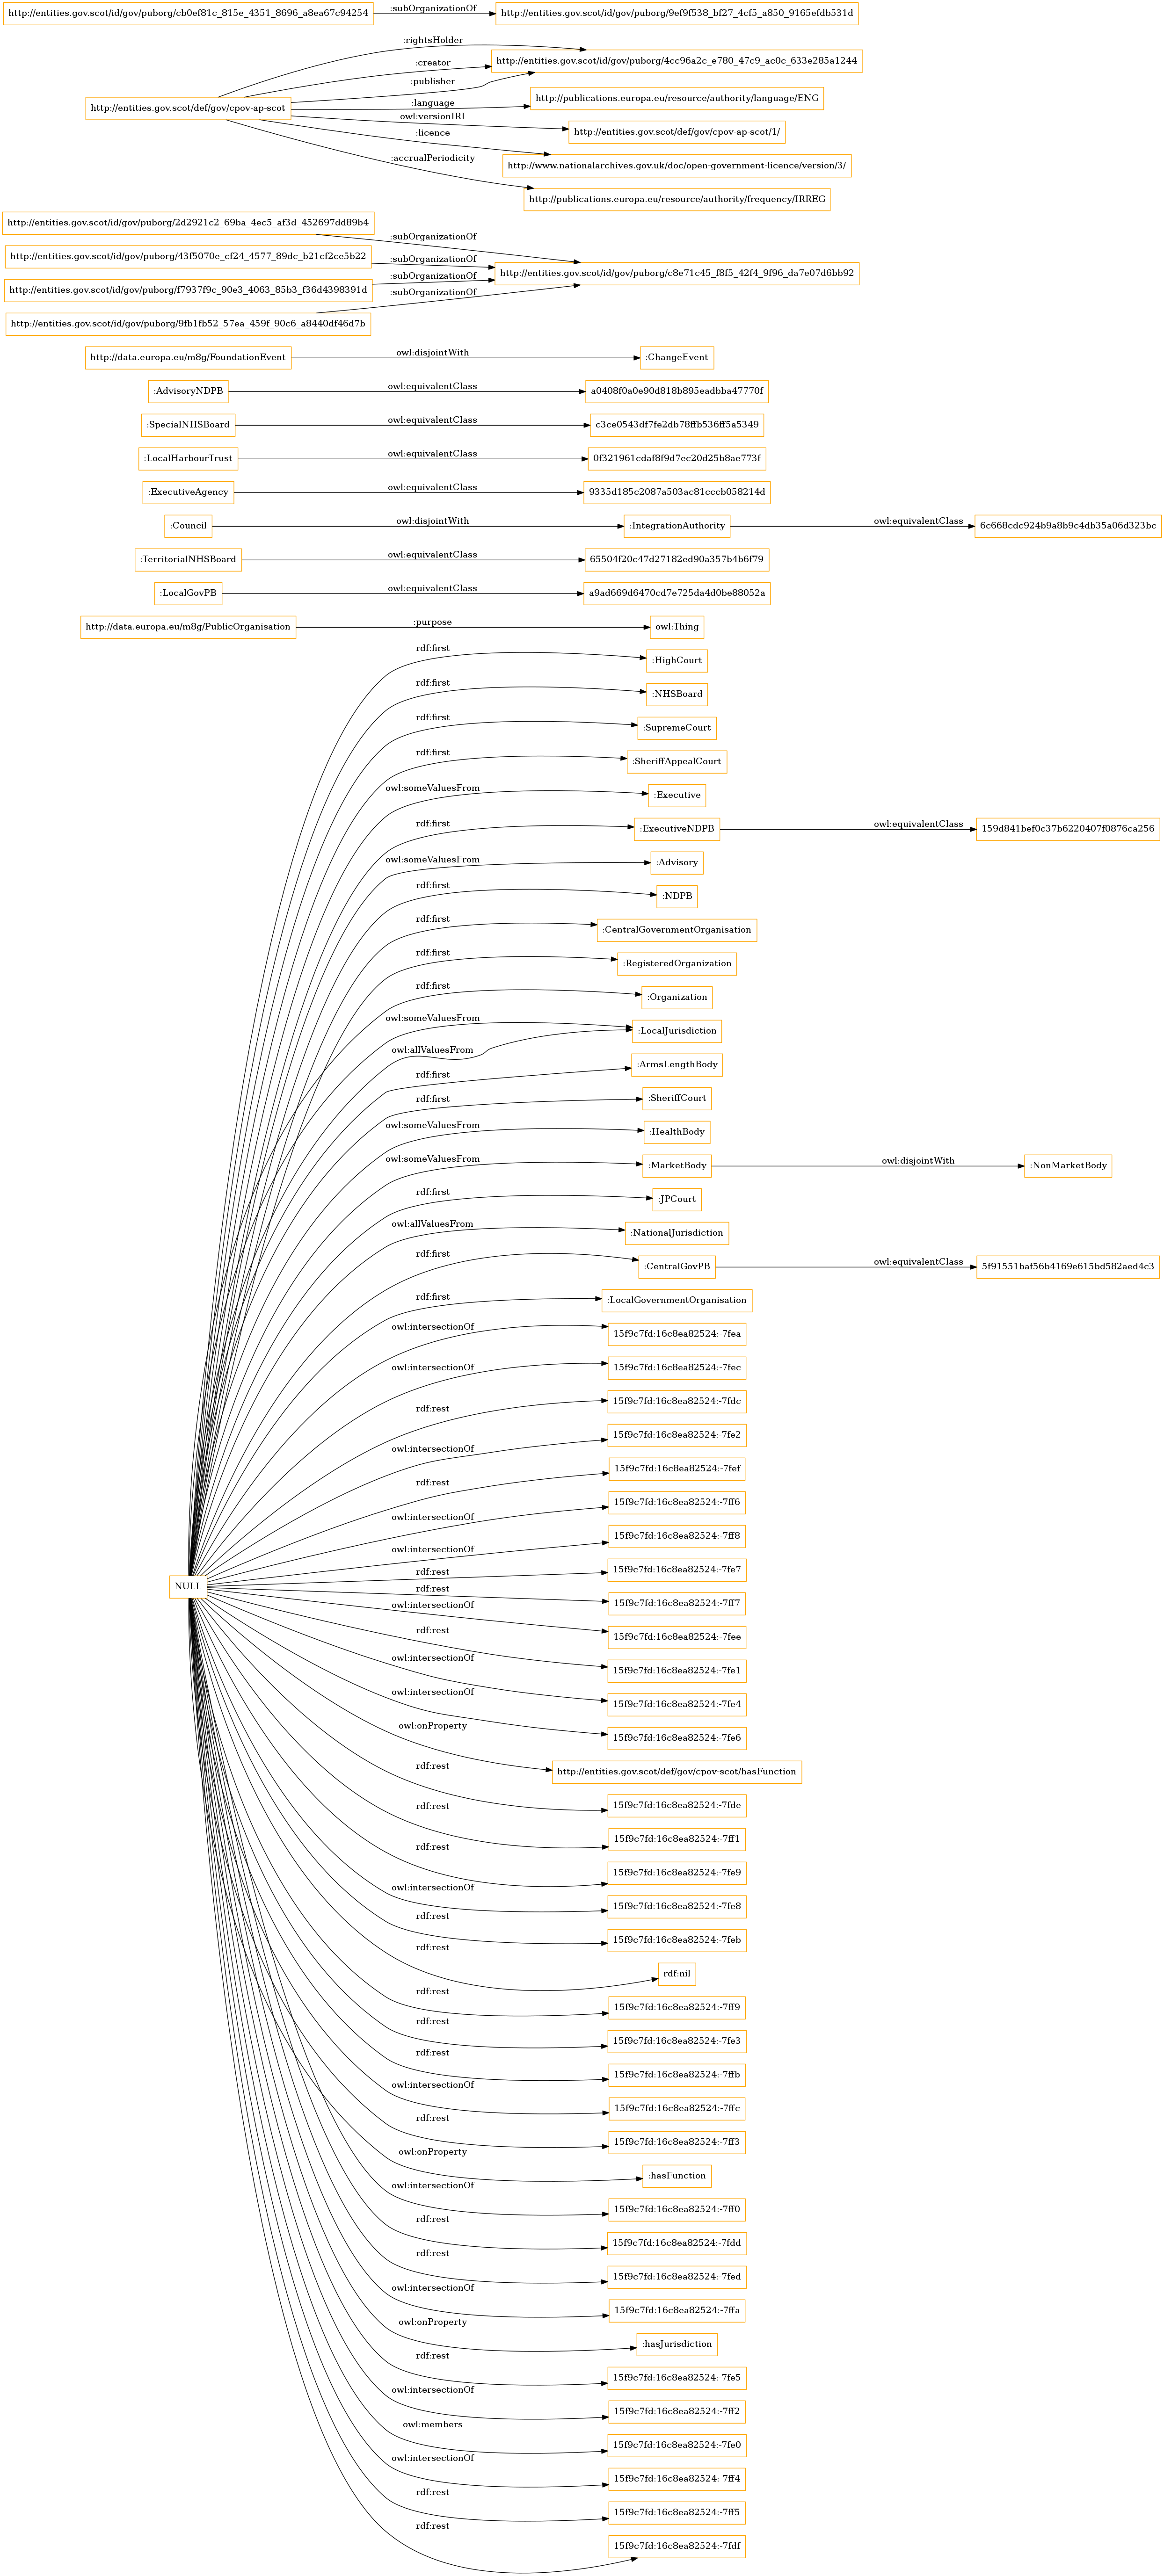 http://entities.gov.scot/id/gov/puborg/cb0ef81c_815e_4351_8696_a8ea67c94254
:subOrganizationOf
http://entities.gov.scot/id/gov/puborg/9ef9f538_bf27_4cf5_a850_9165efdb531d
:rightsHolder
http://entities.gov.scot/id/gov/puborg/4cc96a2c_e780_47c9_ac0c_633e285a1244
:creator
:publisher
http://entities.gov.scot/def/gov/cpov-ap-scot
:language
http://publications.europa.eu/resource/authority/language/ENG
owl:versionIRI
http://entities.gov.scot/def/gov/cpov-ap-scot/1/
:licence
http://www.nationalarchives.gov.uk/doc/open-government-licence/version/3/
:accrualPeriodicity
http://publications.europa.eu/resource/authority/frequency/IRREG
http://entities.gov.scot/id/gov/puborg/2d2921c2_69ba_4ec5_af3d_452697dd89b4
:subOrganizationOf
http://entities.gov.scot/id/gov/puborg/43f5070e_cf24_4577_89dc_b21cf2ce5b22
:subOrganizationOf
http://entities.gov.scot/id/gov/puborg/c8e71c45_f8f5_42f4_9f96_da7e07d6bb92
http://entities.gov.scot/id/gov/puborg/f7937f9c_90e3_4063_85b3_f36d4398391d
:subOrganizationOf
http://entities.gov.scot/id/gov/puborg/9fb1fb52_57ea_459f_90c6_a8440df46d7b
:subOrganizationOf
http://data.europa.eu/m8g/FoundationEvent
owl:disjointWith
:ChangeEvent
:AdvisoryNDPB
owl:equivalentClass
a0408f0a0e90d818b895eadbba47770f
:SpecialNHSBoard
owl:equivalentClass
c3ce0543df7fe2db78ffb536ff5a5349
:LocalHarbourTrust
owl:equivalentClass
0f321961cdaf8f9d7ec20d25b8ae773f
:ExecutiveAgency
owl:equivalentClass
9335d185c2087a503ac81cccb058214d
:Council
owl:disjointWith
:IntegrationAuthority
owl:equivalentClass
6c668cdc924b9a8b9c4db35a06d323bc
:TerritorialNHSBoard
owl:equivalentClass
65504f20c47d27182ed90a357b4b6f79
:LocalGovPB
owl:equivalentClass
a9ad669d6470cd7e725da4d0be88052a
http://data.europa.eu/m8g/PublicOrganisation
:purpose
owl:Thing
rdf:first
:HighCourt
rdf:first
:NHSBoard
rdf:first
:SupremeCourt
rdf:first
:SheriffAppealCourt
owl:someValuesFrom
:Executive
rdf:first
:ExecutiveNDPB
owl:equivalentClass
159d841bef0c37b6220407f0876ca256
owl:someValuesFrom
:Advisory
rdf:first
:NDPB
rdf:first
:CentralGovernmentOrganisation
rdf:first
:RegisteredOrganization
rdf:first
:Organization
owl:someValuesFrom
:LocalJurisdiction
owl:allValuesFrom
rdf:first
:ArmsLengthBody
rdf:first
:SheriffCourt
owl:someValuesFrom
:HealthBody
owl:someValuesFrom
:MarketBody
owl:disjointWith
:NonMarketBody
rdf:first
:JPCourt
owl:allValuesFrom
:NationalJurisdiction
rdf:first
:CentralGovPB
owl:equivalentClass
5f91551baf56b4169e615bd582aed4c3
rdf:first
:LocalGovernmentOrganisation
owl:intersectionOf
15f9c7fd:16c8ea82524:-7fea
owl:intersectionOf
15f9c7fd:16c8ea82524:-7fec
rdf:rest
15f9c7fd:16c8ea82524:-7fdc
owl:intersectionOf
15f9c7fd:16c8ea82524:-7fe2
rdf:rest
15f9c7fd:16c8ea82524:-7fef
owl:intersectionOf
15f9c7fd:16c8ea82524:-7ff6
owl:intersectionOf
15f9c7fd:16c8ea82524:-7ff8
rdf:rest
15f9c7fd:16c8ea82524:-7fe7
NULL
rdf:rest
15f9c7fd:16c8ea82524:-7ff7
owl:intersectionOf
15f9c7fd:16c8ea82524:-7fee
rdf:rest
15f9c7fd:16c8ea82524:-7fe1
owl:intersectionOf
15f9c7fd:16c8ea82524:-7fe4
owl:intersectionOf
15f9c7fd:16c8ea82524:-7fe6
owl:onProperty
http://entities.gov.scot/def/gov/cpov-scot/hasFunction
rdf:rest
15f9c7fd:16c8ea82524:-7fde
rdf:rest
15f9c7fd:16c8ea82524:-7ff1
rdf:rest
15f9c7fd:16c8ea82524:-7fe9
owl:intersectionOf
15f9c7fd:16c8ea82524:-7fe8
rdf:rest
15f9c7fd:16c8ea82524:-7feb
rdf:rest
rdf:nil
rdf:rest
15f9c7fd:16c8ea82524:-7ff9
rdf:rest
15f9c7fd:16c8ea82524:-7fe3
rdf:rest
15f9c7fd:16c8ea82524:-7ffb
owl:intersectionOf
15f9c7fd:16c8ea82524:-7ffc
rdf:rest
15f9c7fd:16c8ea82524:-7ff3
owl:onProperty
:hasFunction
owl:intersectionOf
15f9c7fd:16c8ea82524:-7ff0
rdf:rest
15f9c7fd:16c8ea82524:-7fdd
rdf:rest
15f9c7fd:16c8ea82524:-7fed
owl:intersectionOf
15f9c7fd:16c8ea82524:-7ffa
owl:onProperty
:hasJurisdiction
rdf:rest
15f9c7fd:16c8ea82524:-7fe5
owl:intersectionOf
15f9c7fd:16c8ea82524:-7ff2
owl:members
15f9c7fd:16c8ea82524:-7fe0
owl:intersectionOf
15f9c7fd:16c8ea82524:-7ff4
rdf:rest
15f9c7fd:16c8ea82524:-7ff5
rdf:rest
15f9c7fd:16c8ea82524:-7fdf